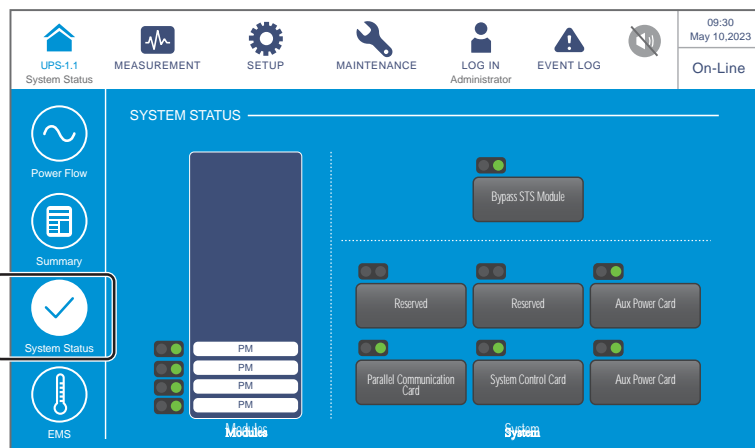 09:30
May 10,2023
UPS-1.1
System Status
MEASUREMENT
SETUP
MAINTENANCE
LOG IN
Administrator
EVENT LOG
On-Line
SYSTEM STATUS
Power Flow
Summary
System Status
EMS
PM
PM
PM
PM
Modules
Bypass STS Module
Reserved
Reserved
Aux Power Card
Parallel Communication
Card
System Control Card
Aux Power Card
System